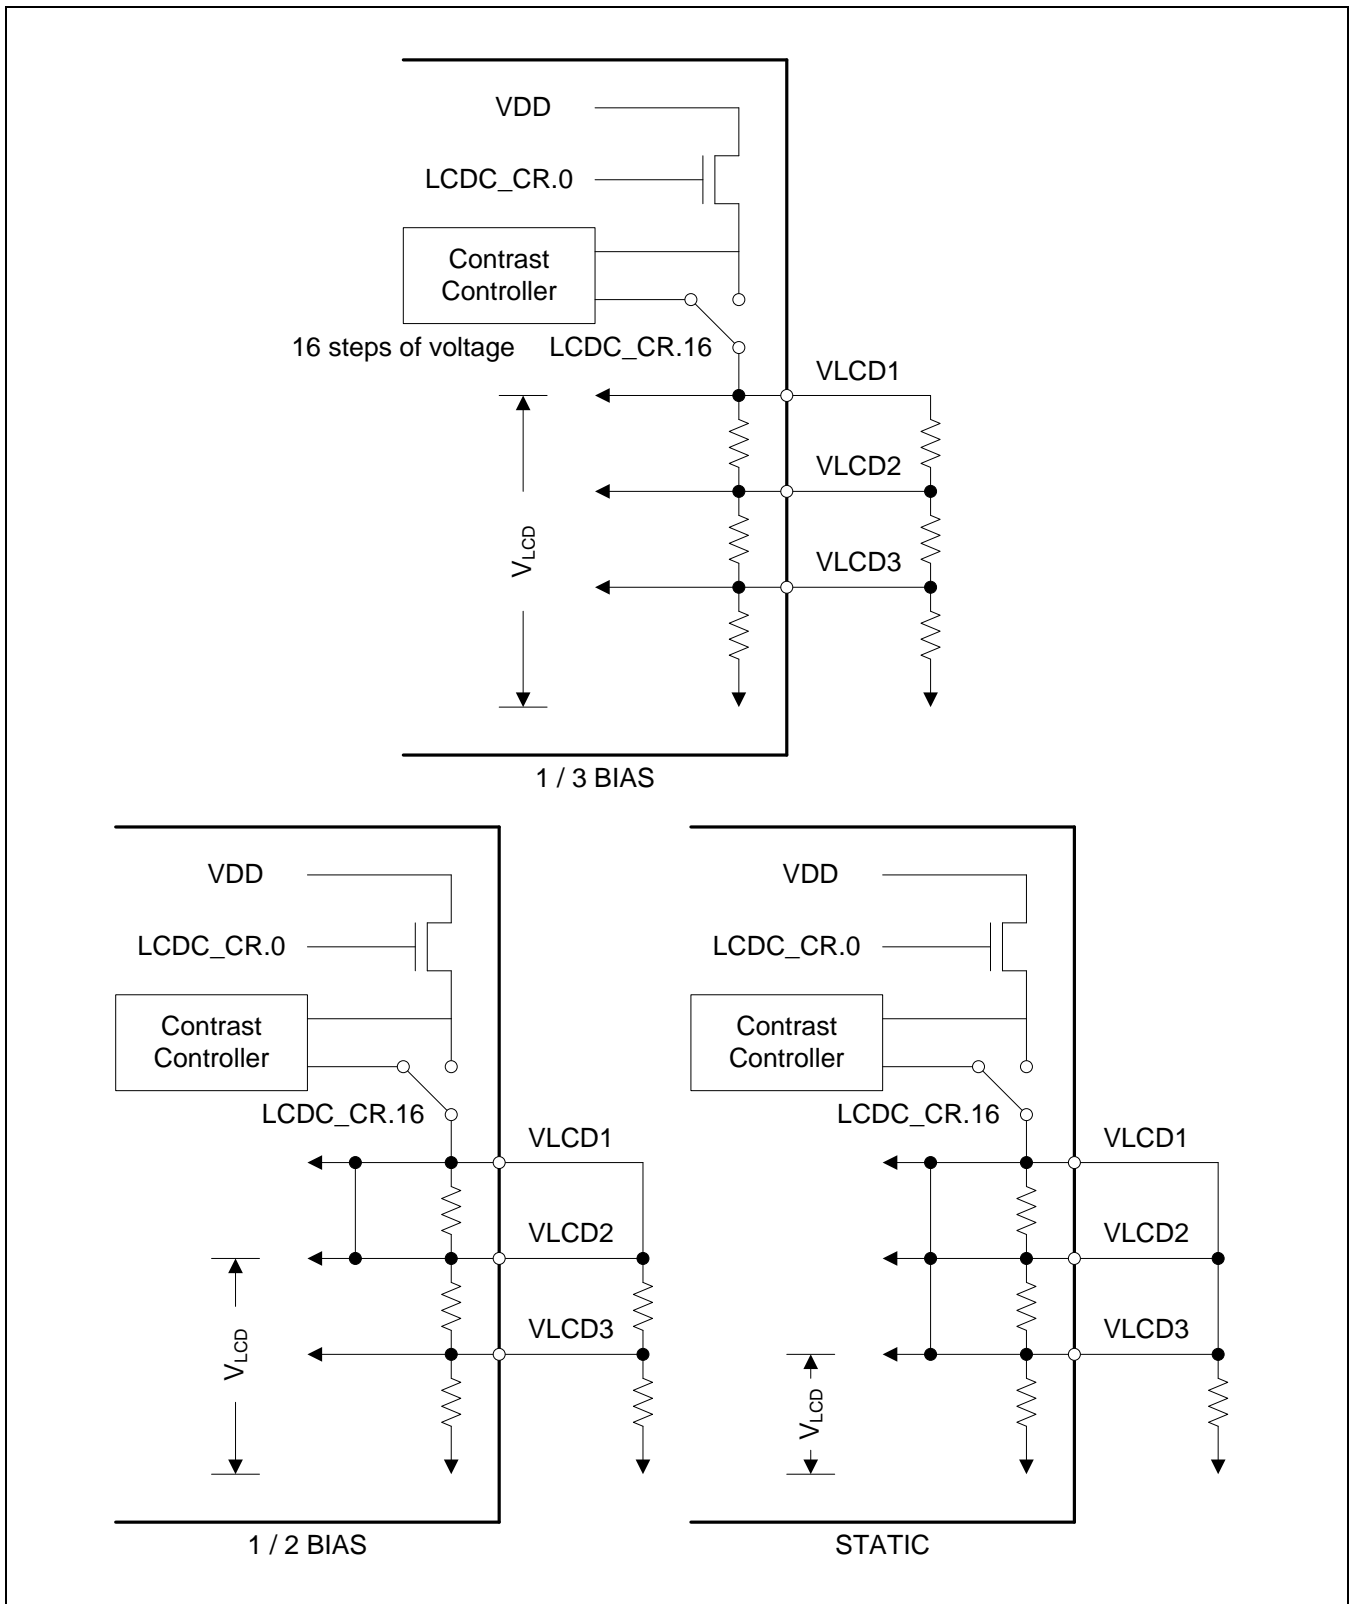 VDD
LCDC_CR.0
Contrast
Controller
16 steps of voltage
LCDC_CR.16
VLCD1
VLCD2
VLCD3
VLCD
1 / 3 BIAS
VDD
LCDC_CR.0
Contrast
Controller
LCDC_CR.16
VLCD1
VLCD2
VLCD3
VLCD
1 / 2 BIAS
VDD
LCDC_CR.0
Contrast
Controller
LCDC_CR.16
VLCD1
VLCD2
VLCD3
VLCD
STATIC